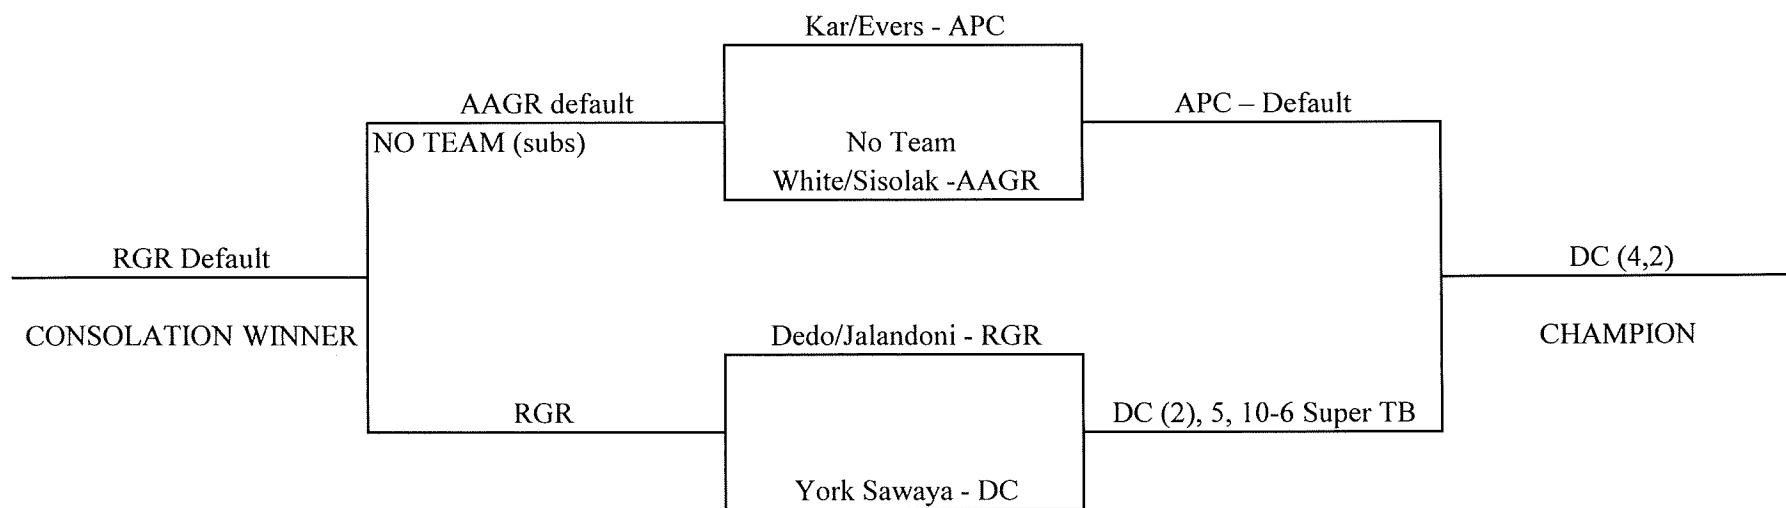 Kar/Evers - APC
AAGR default
APC – Default
NO TEAM (subs)
No Team
White/Sisolak -AAGR
RGR Default
DC (4,2)
CONSOLATION WINNER
Dedo/Jalandoni - RGR
CHAMPION
RGR
DC (2), 5, 10-6 Super TB
York Sawaya - DC